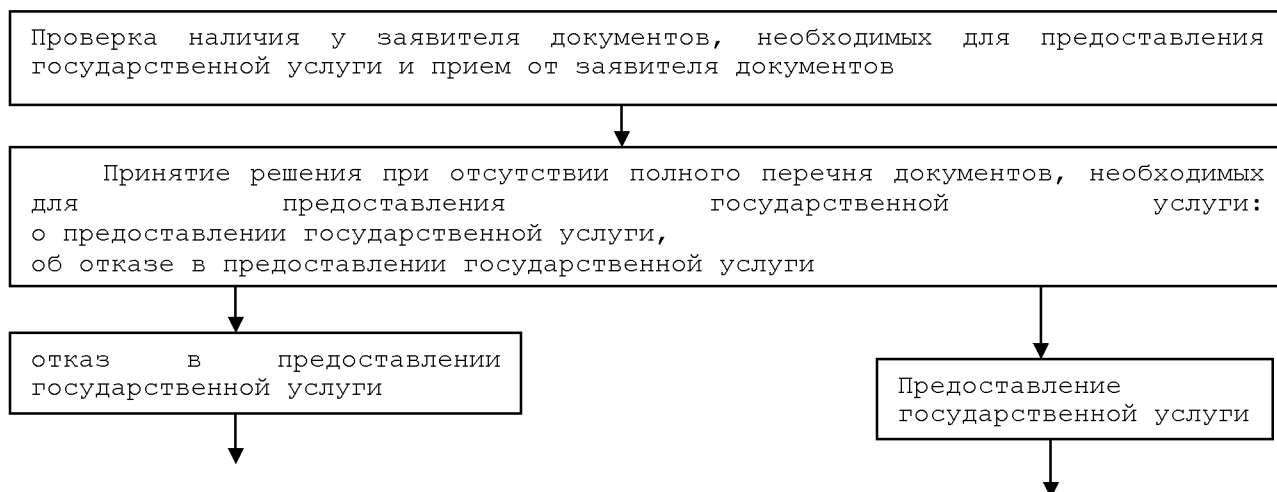 Проверка наличия у заявителя документов, необходимых для предоставления
государственной услуги и прием от заявителя документов
Принятие решения при отсутствии полного перечня документов, необходимых
для предоставления государственной услуги:
о предоставлении государственной услуги,
об отказе в предоставлении государственной услуги
отказ в предоставлении
государственной услуги
Предоставление
государственной услуги